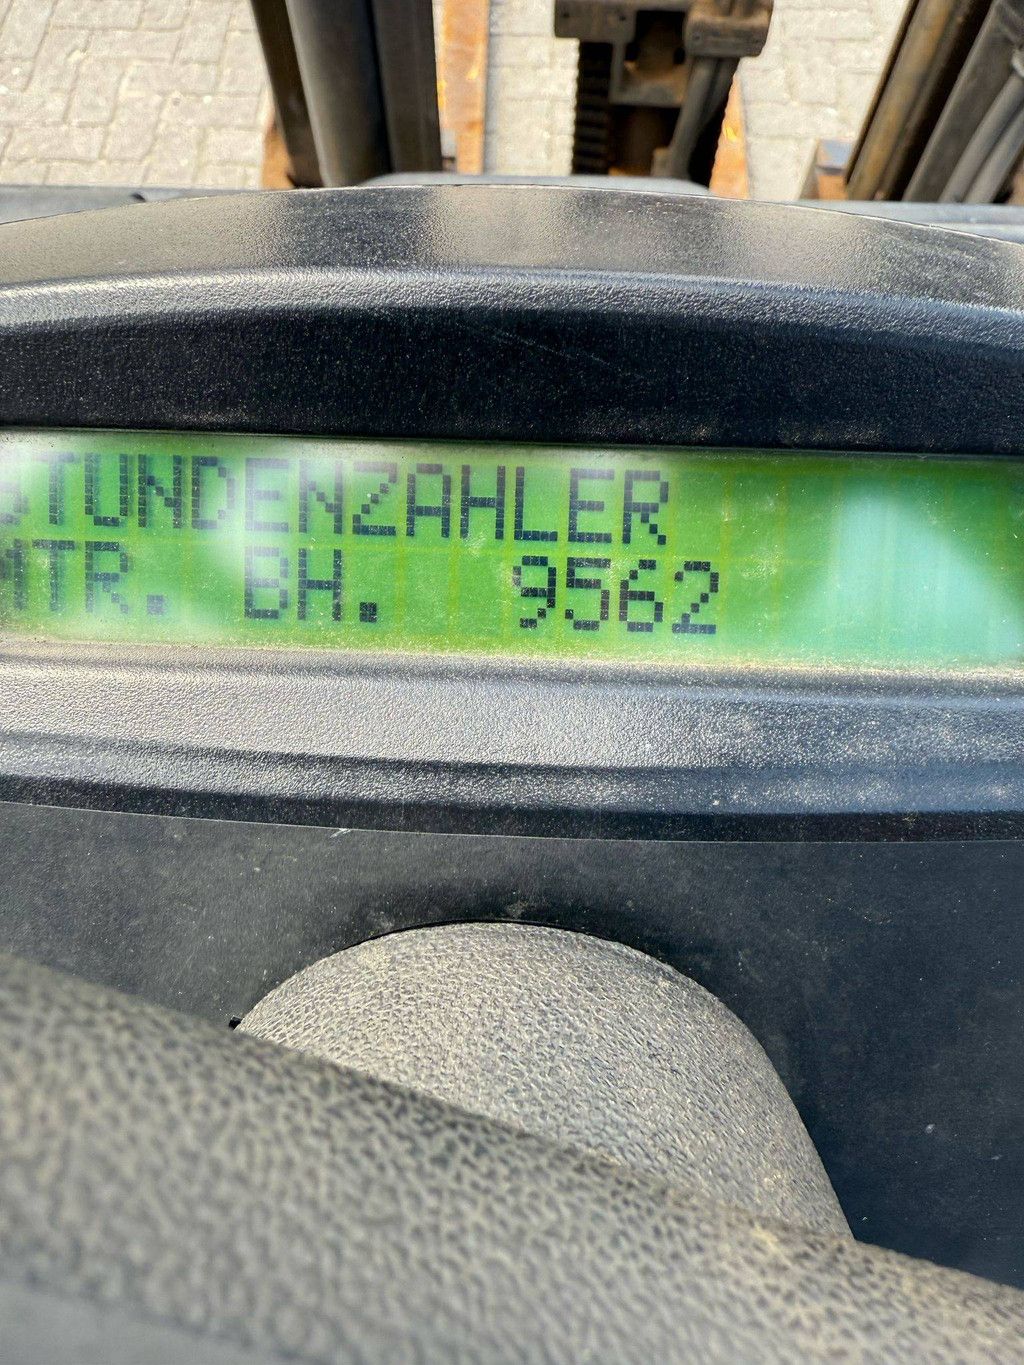 STUNDENZAHLER
MTR. BH. 9562